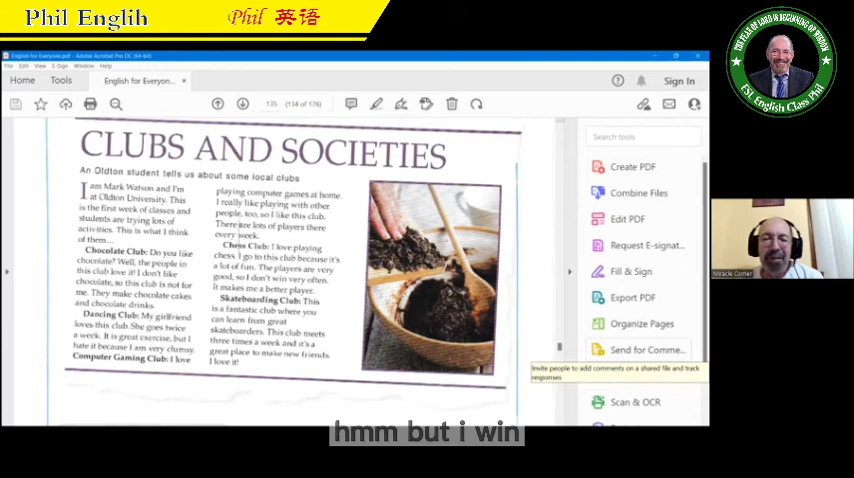 Phil Englih
Phil 英语
THE FEAR OF LORD IS BEGINNING OF WISDOM
ESL English Class Phil
English for Everyone.pdf - Adobe Acrobat Pro DC (64-bit)
File Edit View E-Sign Window Help
Home Tools English for Everyon... × Sign In
135 (134 of 176)
CLUBS AND SOCIETIES
An Oldton student tells us about some local clubs
I am Mark Watson and I'm
at Oldton University. This
is the first week of classes and
students are trying lots of
activities. This is what I think
of them...
Chocolate Club: Do you like
chocolate? Well, the people in
this club love it! I don't like
chocolate, so this club is not for
me. They make chocolate cakes
and chocolate drinks.
Dancing Club: My girlfriend
loves this club. She goes twice
a week. It is great exercise, but I
hate it because I am very clumsy.
Computer Gaming Club: I love
playing computer games at home.
I really like playing with other
people, too, so I like this club.
There are lots of players there
every week.
Chess Club: I love playing
chess. I go to this club because it's
a lot of fun. The players are very
good, so I don't win very often.
It makes me a better player.
Skateboarding Club: This
is a fantastic club where you
can learn from great
skateboarders. This club meets
three times a week and it's a
great place to make new friends.
I love it!
Search tools
Create PDF
Combine Files
Edit PDF
Request E-signat...
Fill & Sign
Export PDF
Organize Pages
Send for Comme...
Invite people to add comments on a shared file and track
responses
Scan & OCR
Miracle Corner
hmm but i win